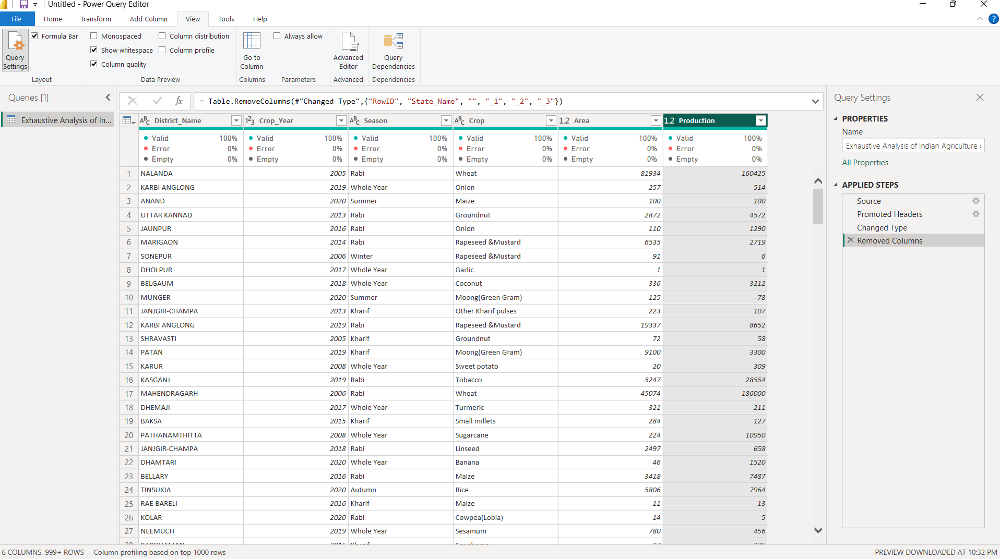 Untitled - Power Query Editor
File Home Transform Add Column View Tools Help
Query Settings
Formula Bar
Layout
Monospaced
Show whitespace
Column quality
Column distribution
Column profile
Data Preview
Go to Column
Columns
Always allow
Parameters
Advanced Editor
Advanced
Query Dependencies
Dependencies
Queries [1]
Exhaustive Analysis of In...
fx
= Table.RemoveColumns(#"Changed Type",{"RowID", "State_Name", "", "_1", "_2", "_3"})
ABC District_Name 123 Crop_Year ABC Season ABC Crop 1.2 Area 1.2 Production
Valid 100% Valid 100% Valid 100% Valid 100% Valid 100% Valid 100%
Error 0% Error 0% Error 0% Error 0% Error 0% Error 0%
Empty 0% Empty 0% Empty 0% Empty 0% Empty 0% Empty 0%
1 NALANDA 2005 Rabi Wheat 81934 160425
2 KARBI ANGLONG 2019 Whole Year Onion 257 514
3 ANAND 2020 Summer Maize 100 100
4 UTTAR KANNAD 2013 Rabi Groundnut 2872 4572
5 JAUNPUR 2016 Rabi Onion 110 1290
6 MARIGAON 2014 Rabi Rapeseed &Mustard 6535 2719
7 SONEPUR 2006 Winter Rapeseed &Mustard 91 6
8 DHOLPUR 2017 Whole Year Garlic 1 1
9 BELGAUM 2018 Whole Year Coconut 336 3212
10 MUNGER 2020 Summer Moong(Green Gram) 125 78
11 JANJGIR-CHAMPA 2013 Kharif Other Kharif pulses 223 107
12 KARBI ANGLONG 2019 Rabi Rapeseed &Mustard 19337 8652
13 SHRAVASTI 2005 Kharif Groundnut 72 58
14 PATAN 2019 Kharif Moong(Green Gram) 9100 3300
15 KARUR 2008 Whole Year Sweet potato 20 309
16 KASGANJ 2019 Rabi Tobacco 5247 28554
17 MAHENDRAGARH 2006 Rabi Wheat 45074 186000
18 DHEMAJI 2017 Whole Year Turmeric 321 211
19 BAKSA 2015 Kharif Small millets 284 127
20 PATHANAMTHITTA 2008 Whole Year Sugarcane 224 10950
21 JANJGIR-CHAMPA 2018 Rabi Linseed 2497 658
22 DHAMTARI 2020 Whole Year Banana 46 1520
23 BELLARY 2016 Rabi Maize 3418 7487
24 TINSUKIA 2020 Autumn Rice 5806 7964
25 RAE BARELI 2016 Kharif Maize 11 13
26 KOLAR 2020 Rabi Cowpea(Lobia) 14 5
27 NEEMUCH 2019 Whole Year Sesamum 780 456
Query Settings
PROPERTIES
Name
Exhaustive Analysis of Indian Agriculture
All Properties
APPLIED STEPS
Source
Promoted Headers
Changed Type
Removed Columns
6 COLUMNS, 999+ ROWS Column profiling based on top 1000 rows PREVIEW DOWNLOADED AT 10:32 PM